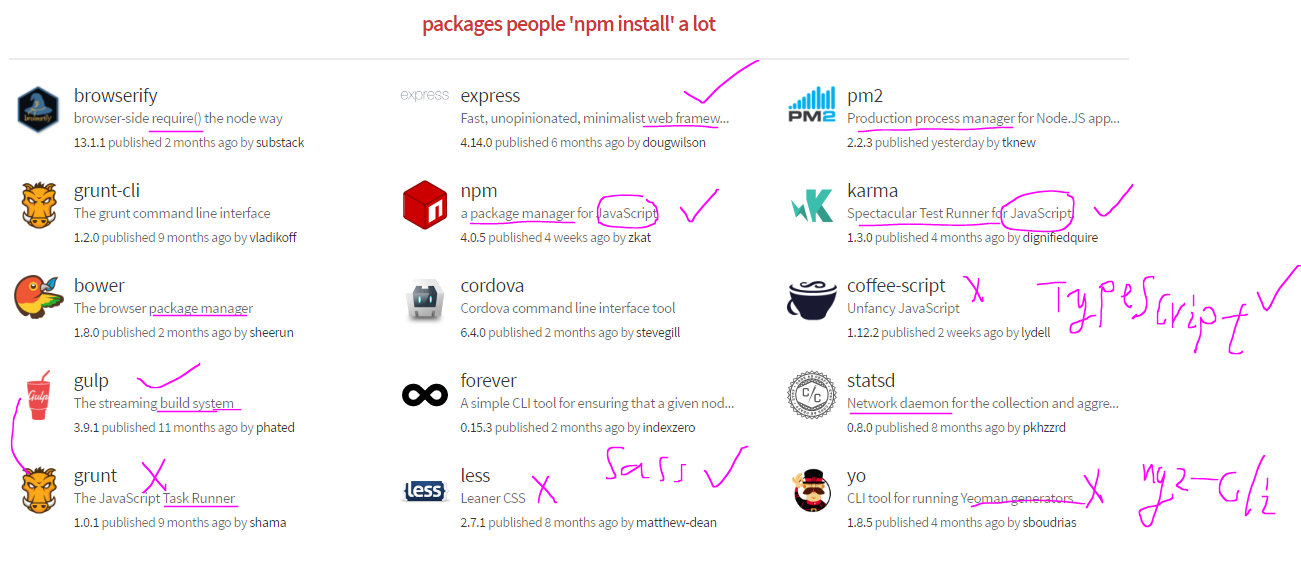 packages people 'npm install' a lot
browserify
browser-side require() the node way
13.1.1 published 2 months ago by substack
express
express
Fast, unopinionated, minimalist web framew...
4.14.0 published 6 months ago by dougwilson
PM2
pm2
Production process manager for Node.JS app...
2.2.3 published yesterday by tknew
grunt-cli
The grunt command line interface
1.2.0 published 9 months ago by vladikoff
n
npm
a package manager for JavaScript
4.0.5 published 4 weeks ago by zkat
K
karma
Spectacular Test Runner for JavaScript
1.3.0 published 4 months ago by dignifiedquire
bower
The browser package manager
1.8.0 published 2 months ago by sheerun
cordova
Cordova command line interface tool
6.4.0 published 2 months ago by stevegill
coffee-script
Unfancy JavaScript
1.12.2 published 2 weeks ago by lydell
TypeScript
Gulp
gulp
The streaming build system
3.9.1 published 11 months ago by phated
forever
A simple CLI tool for ensuring that a given nod...
0.15.3 published 2 months ago by indexzero
C/C
statsd
Network daemon for the collection and aggre...
0.8.0 published 8 months ago by pkhzzrd
grunt
The JavaScript Task Runner
1.0.1 published 9 months ago by shama
less
less
Leaner CSS
2.7.1 published 8 months ago by matthew-dean
Sass
yo
CLI tool for running Yeoman generators
1.8.5 published 4 months ago by sboudrias
ng2-cli